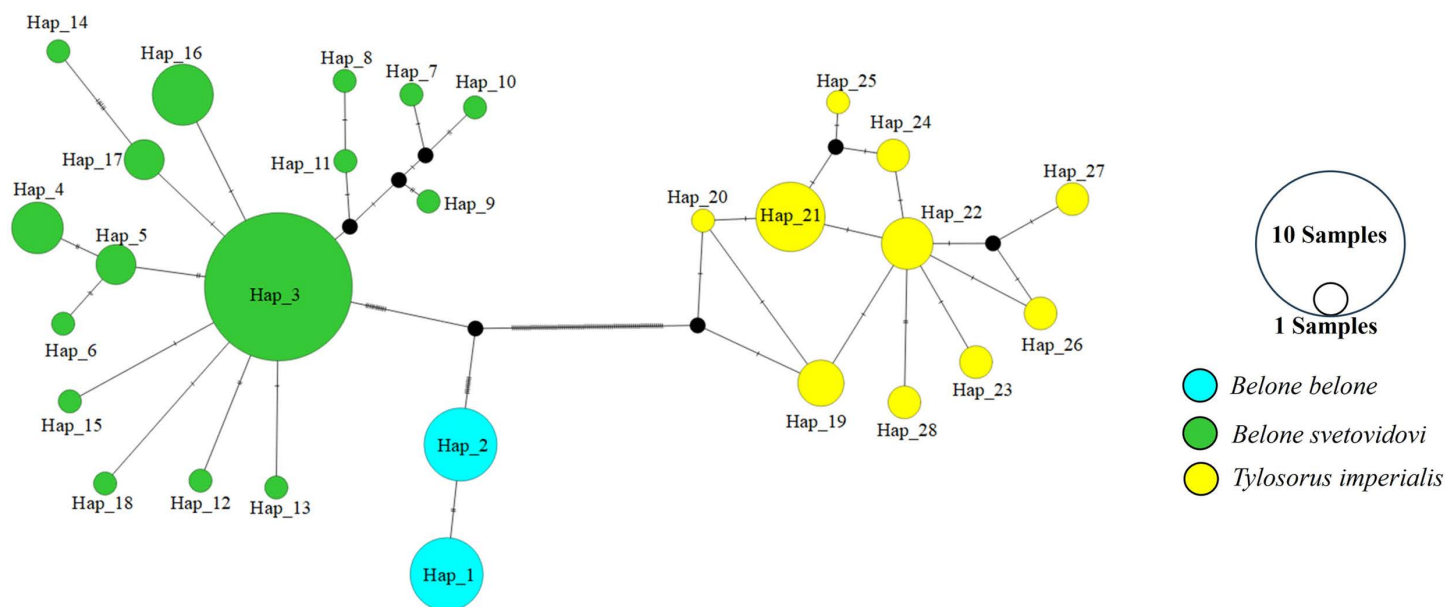 Hap_14
Hap_16
Hap_8
Hap_7
Hap_10
Hap_17
Hap_11
Hap_4
Hap_5
Hap_9
Hap_3
Hap_6
Hap_15
Hap_18
Hap_12
Hap_13
Hap_2
Hap_1
Hap_25
Hap_24
Hap_27
Hap_20
Hap_21
Hap_22
Hap_26
Hap_23
Hap_19
Hap_28
10 Samples
1 Samples
Belone belone
Belone svetovidovi
Tylosorus imperialis